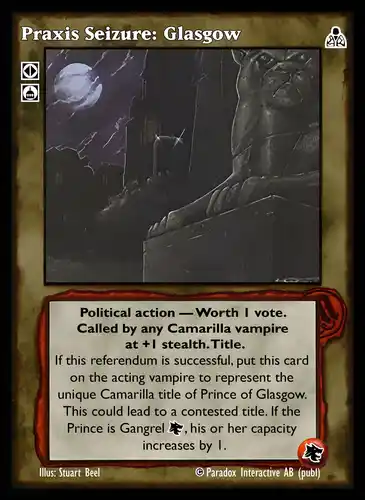 Praxis Seizure: Glasgow
Political action — Worth 1 vote.
Called by any Camarilla vampire
at +1 stealth. Title.
If this referendum is successful, put this card
on the acting vampire to represent the
unique Camarilla title of Prince of Glasgow.
This could lead to a contested title. If the
Prince is Gangrel , his or her capacity
increases by 1.
Illus: Stuart Beel
© Paradox Interactive AB (publ)